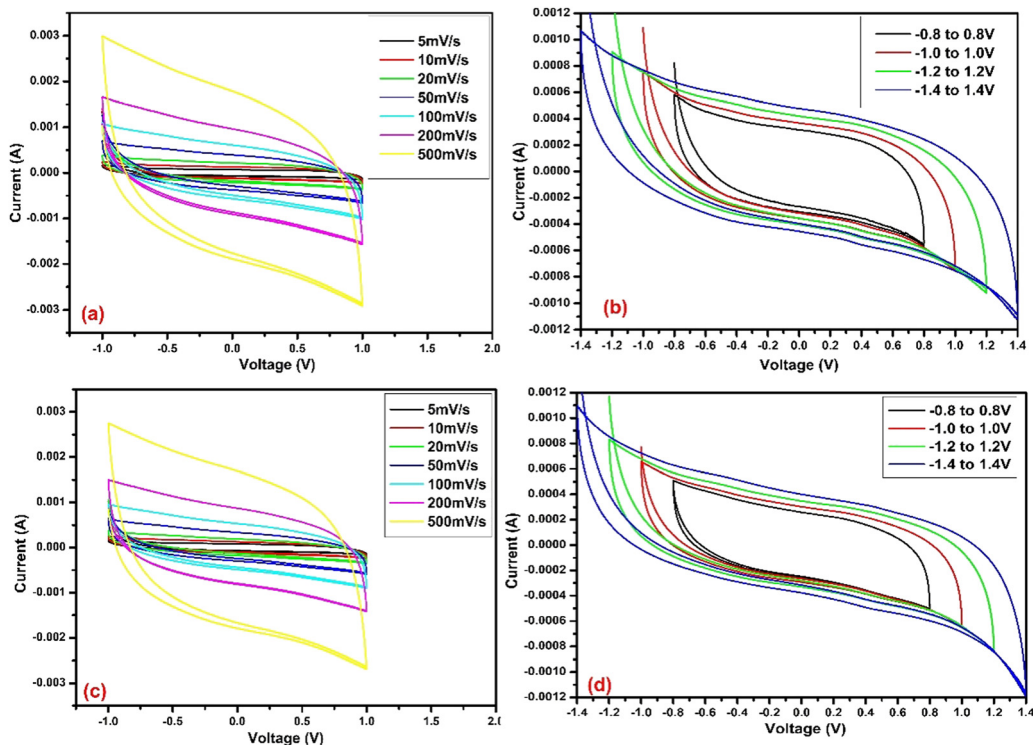 0.003
0.002
0.001
0.000
-0.001
-0.002
-0.003
Current (A)
5mV/s
10mV/s
20mV/s
50mV/s
100mV/s
200mV/s
500mV/s
(a)
-1.0 -0.5 0.0 0.5 1.0 1.5 2.0
Voltage (V)
0.0012
0.0010
0.0008
0.0006
0.0004
0.0002
0.0000
-0.0002
-0.0004
-0.0006
-0.0008
-0.0010
-0.0012
Current (A)
-0.8 to 0.8V
-1.0 to 1.0V
-1.2 to 1.2V
-1.4 to 1.4V
(b)
-1.4 -1.2 -1.0 -0.8 -0.6 -0.4 -0.2 0.0 0.2 0.4 0.6 0.8 1.0 1.2 1.4
Voltage (V)
0.003
0.002
0.001
0.000
-0.001
-0.002
-0.003
Current (A)
5mV/s
10mV/s
20mV/s
50mV/s
100mV/s
200mV/s
500mV/s
(c)
-1.0 -0.5 0.0 0.5 1.0 1.5 2.0
Voltage (V)
0.0012
0.0010
0.0008
0.0006
0.0004
0.0002
0.0000
-0.0002
-0.0004
-0.0006
-0.0008
-0.0010
-0.0012
Current (A)
-0.8 to 0.8V
-1.0 to 1.0V
-1.2 to 1.2V
-1.4 to 1.4V
(d)
-1.4 -1.2 -1.0 -0.8 -0.6 -0.4 -0.2 0.0 0.2 0.4 0.6 0.8 1.0 1.2 1.4
Voltage (V)